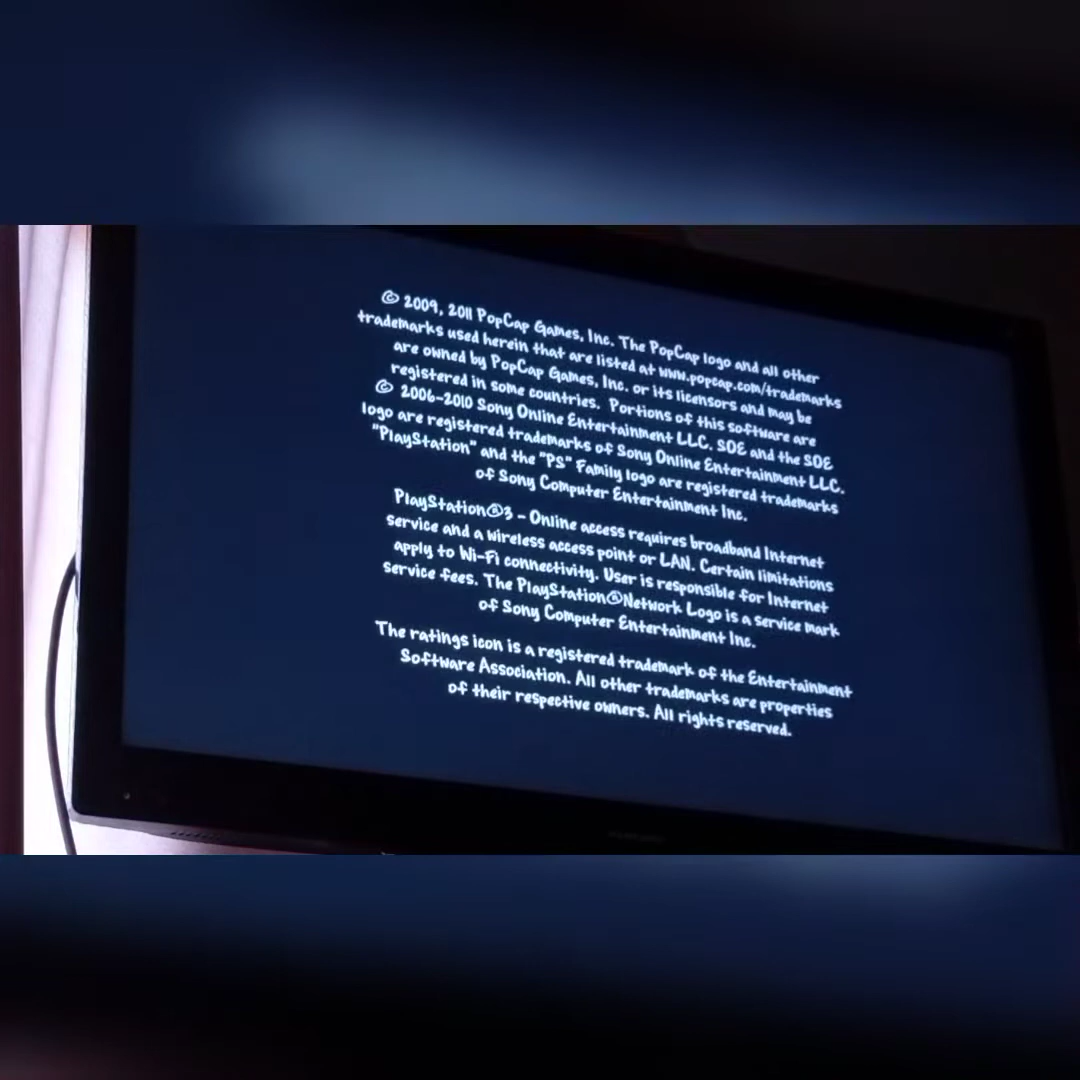 © 2009, 2011 PopCap Games, Inc. The PopCap logo and all other
trademarks used herein that are listed at www.popcap.com/trademarks
are owned by PopCap Games, Inc. or its licensors and may be
registered in some countries. Portions of this software are
© 2006-2010 Sony Online Entertainment LLC. SOE and the SOE
logo are registered trademarks of Sony Online Entertainment LLC.
"PlayStation" and the "PS" Family logo are registered trademarks
of Sony Computer Entertainment Inc.
PlayStation®3 - Online access requires broadband Internet
service and a wireless access point or LAN. Certain limitations
apply to Wi-Fi connectivity. User is responsible for Internet
service fees. The PlayStation®Network Logo is a service mark
of Sony Computer Entertainment Inc.
The ratings icon is a registered trademark of the Entertainment
Software Association. All other trademarks are properties
of their respective owners. All rights reserved.